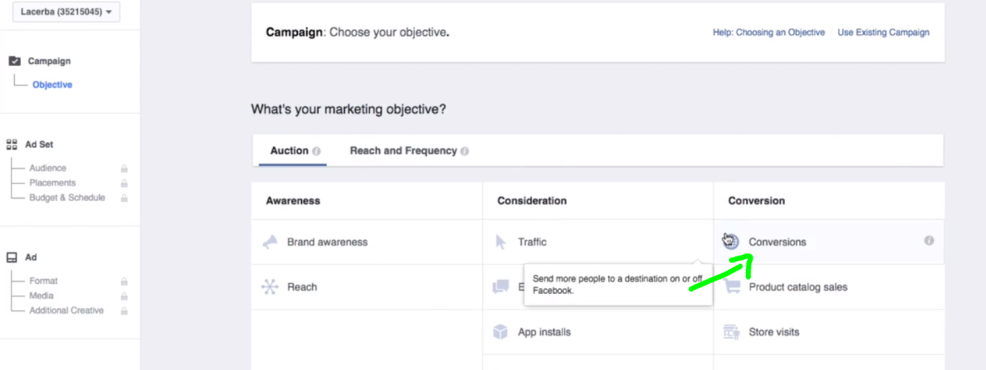 Lacerba (35215045)
Campaign: Choose your objective.
Help: Choosing an Objective
Use Existing Campaign
Campaign
Objective
What's your marketing objective?
Ad Set
Audience
Placements
Budget & Schedule
Auction
Reach and Frequency
Awareness
Consideration
Conversion
Brand awareness
Traffic
Conversions
Ad
Format
Media
Additional Creative
Reach
E
Send more people to a destination on or off
Facebook.
Product catalog sales
App installs
Store visits